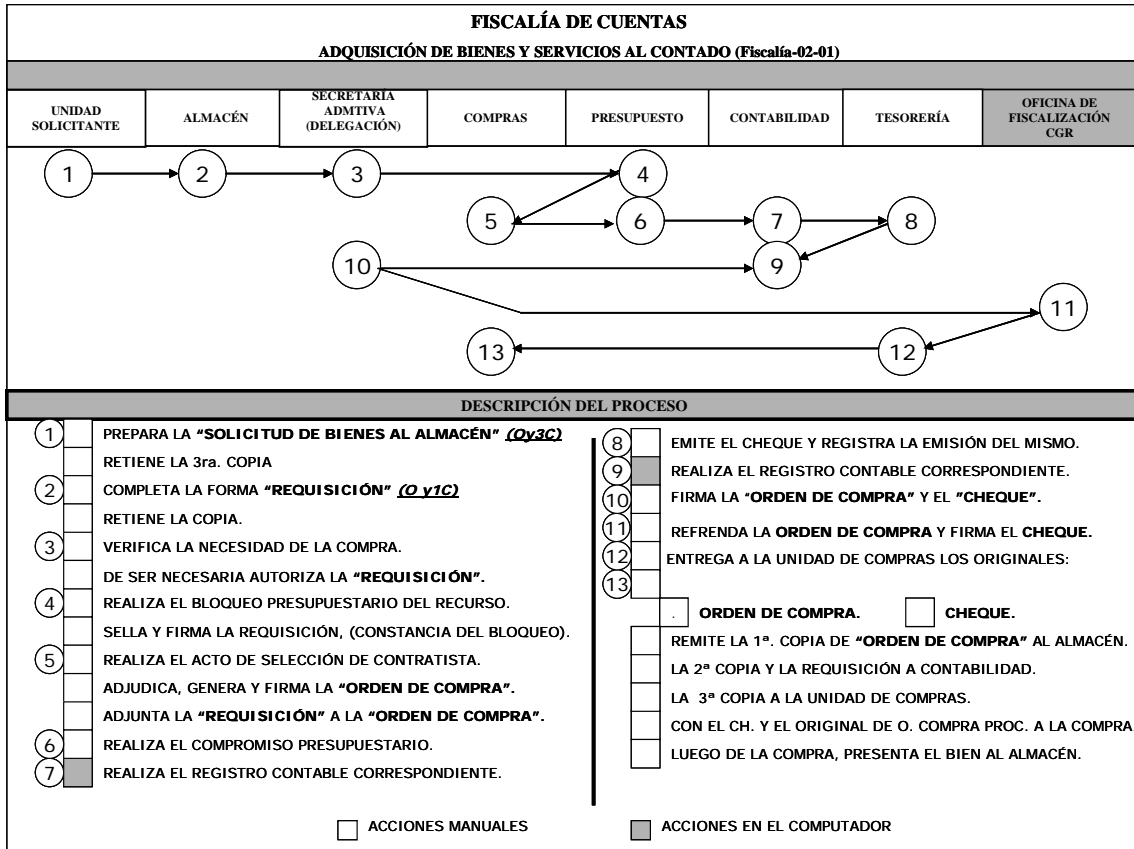 FISCALÍA DE CUENTAS
ADQUISICIÓN DE BIENES Y SERVICIOS AL CONTADO (Fiscalía-02-01)
UNIDAD SOLICITANTE
ALMACÉN
SECRETARÍA ADMTIVA (DELEGACIÓN)
COMPRAS
PRESUPUESTO
CONTABILIDAD
TESORERÍA
OFICINA DE FISCALIZACIÓN CGR
1
2
3
4
5
6
7
8
10
9
11
13
12
DESCRIPCIÓN DEL PROCESO
1 PREPARA LA “SOLICITUD DE BIENES AL ALMACÉN” (Oy3C)
RETIENE LA 3ra. COPIA
2 COMPLETA LA FORMA “REQUISICIÓN” (O y1C)
RETIENE LA COPIA.
3 VERIFICA LA NECESIDAD DE LA COMPRA.
DE SER NECESARIA AUTORIZA LA “REQUISICIÓN”.
4 REALIZA EL BLOQUEO PRESUPUESTARIO DEL RECURSO.
SELLA Y FIRMA LA REQUISICIÓN, (CONSTANCIA DEL BLOQUEO).
5 REALIZA EL ACTO DE SELECCIÓN DE CONTRATISTA.
ADJUDICA, GENERA Y FIRMA LA “ORDEN DE COMPRA”.
ADJUNTA LA “REQUISICIÓN” A LA “ORDEN DE COMPRA”.
6 REALIZA EL COMPROMISO PRESUPUESTARIO.
7 REALIZA EL REGISTRO CONTABLE CORRESPONDIENTE.
8 EMITE EL CHEQUE Y REGISTRA LA EMISIÓN DEL MISMO.
9 REALIZA EL REGISTRO CONTABLE CORRESPONDIENTE.
10 FIRMA LA “ORDEN DE COMPRA” Y EL ”CHEQUE”.
11 REFRENDA LA ORDEN DE COMPRA Y FIRMA EL CHEQUE.
12 ENTREGA A LA UNIDAD DE COMPRAS LOS ORIGINALES:
13
. ORDEN DE COMPRA. CHEQUE.
REMITE LA 1ª. COPIA DE “ORDEN DE COMPRA” AL ALMACÉN.
LA 2ª COPIA Y LA REQUISICIÓN A CONTABILIDAD.
LA 3ª COPIA A LA UNIDAD DE COMPRAS.
CON EL CH. Y EL ORIGINAL DE O. COMPRA PROC. A LA COMPRA
LUEGO DE LA COMPRA, PRESENTA EL BIEN AL ALMACÉN.
ACCIONES MANUALES
ACCIONES EN EL COMPUTADOR